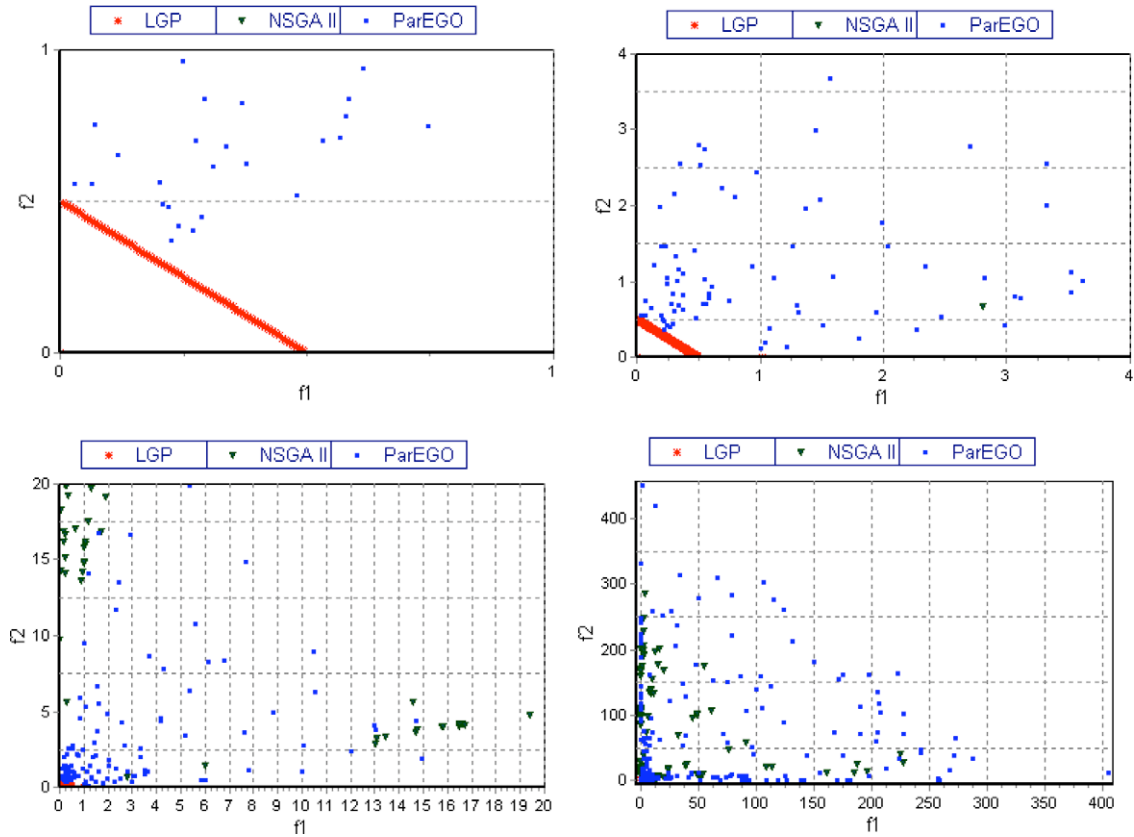 LGP NSGA II ParEGO
1
f2
0
0 1
f1
LGP NSGA II ParEGO
4
3
f2
2
1
0
0 1 2 3 4
f1
LGP NSGA II ParEGO
20
15
f2
10
5
0
0 1 2 3 4 5 6 7 8 9 10 11 12 13 14 15 16 17 18 19 20
f1
LGP NSGA II ParEGO
400
300
f2
200
100
0
0 50 100 150 200 250 300 350 400
f1